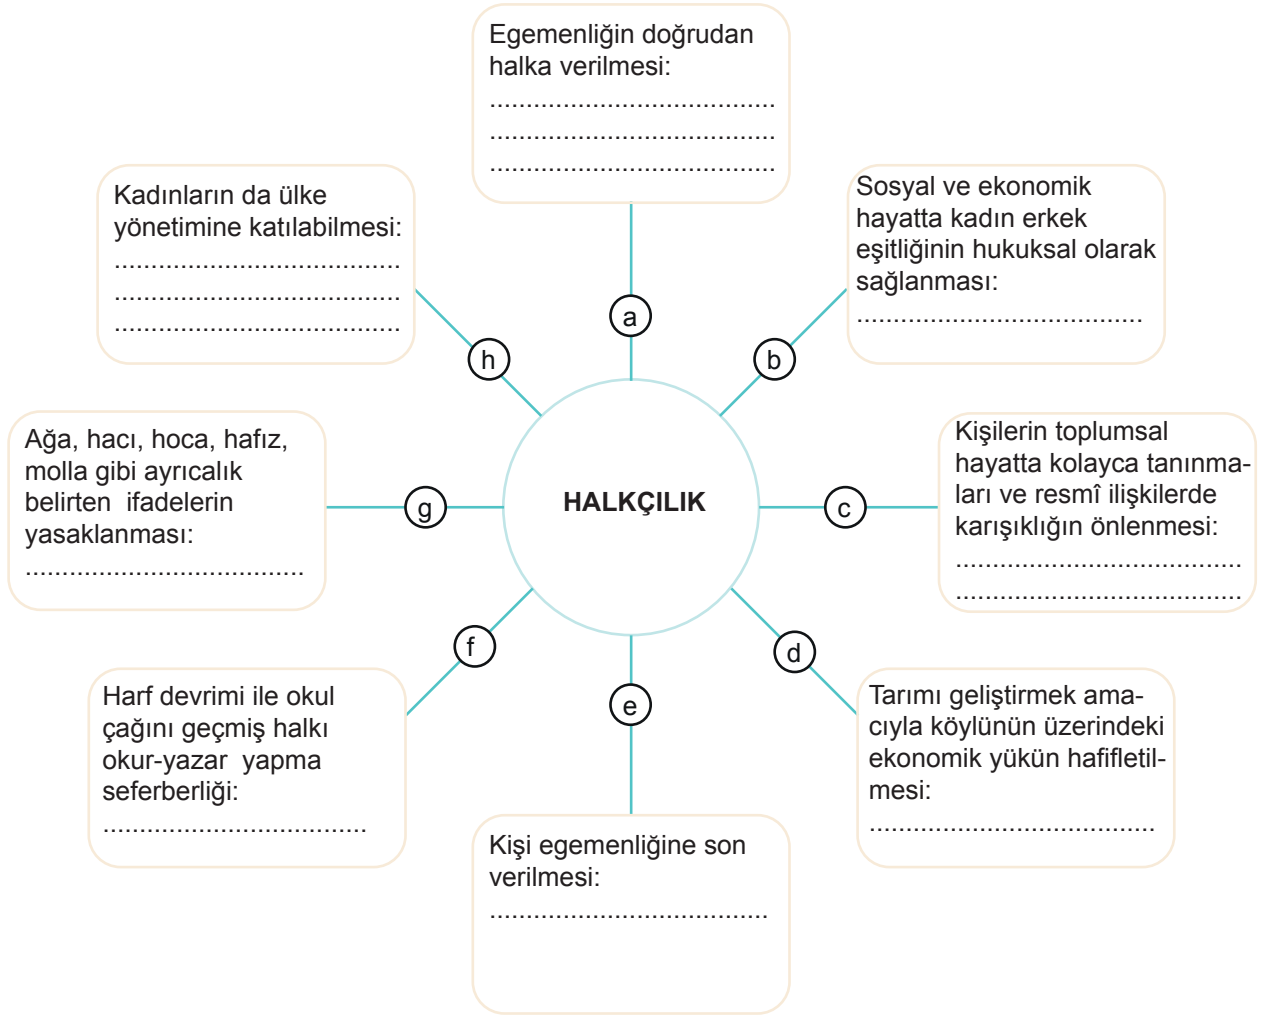 Egemenliğin doğrudan
halka verilmesi:
.......................................
.......................................
.......................................
a
Sosyal ve ekonomik
hayatta kadın erkek
eşitliğinin hukuksal olarak
sağlanması:
.......................................
b
Kişilerin toplumsal
hayatta kolayca tanınma-
ları ve resmî ilişkilerde
karışıklığın önlenmesi:
.......................................
.......................................
c
Tarımı geliştirmek ama-
cıyla köylünün üzerindeki
ekonomik yükün hafifletil-
mesi:
.......................................
d
Kişi egemenliğine son
verilmesi:
......................................
e
Harf devrimi ile okul
çağını geçmiş halkı
okur-yazar yapma
seferberliği:
....................................
f
Ağa, hacı, hoca, hafız,
molla gibi ayrıcalık
belirten ifadelerin
yasaklanması:
......................................
g
Kadınların da ülke
yönetimine katılabilmesi:
.......................................
.......................................
.......................................
h
HALKÇILIK